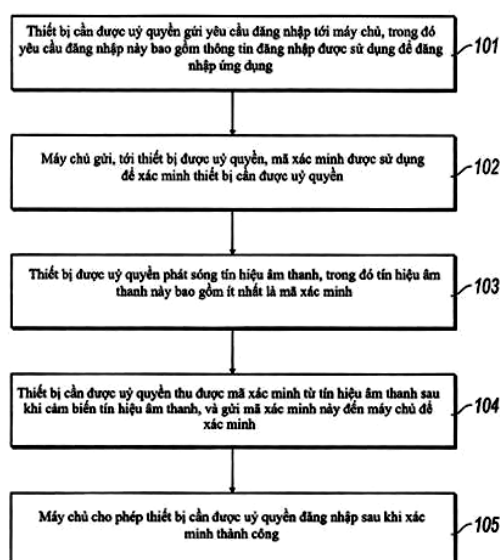 Thiết bị cần được uỷ quyền gửi yêu cầu đăng nhập tới máy chủ, trong đó
yêu cầu đăng nhập này bao gồm thông tin đăng nhập được sử dụng để đăng
nhập ứng dụng
101
Máy chủ gửi, tới thiết bị được uỷ quyền, mã xác minh được sử dụng
để xác minh thiết bị cần được uỷ quyền
102
Thiết bị được uỷ quyền phát sóng tín hiệu âm thanh, trong đó tín hiệu âm
thanh này bao gồm ít nhất là mã xác minh
103
Thiết bị cần được uỷ quyền thu được mã xác minh từ tín hiệu âm thanh sau
khi cảm biến tín hiệu âm thanh, và gửi mã xác minh này đến máy chủ để
xác minh
104
Máy chủ cho phép thiết bị cần được uỷ quyền đăng nhập sau khi xác
minh thành công
105